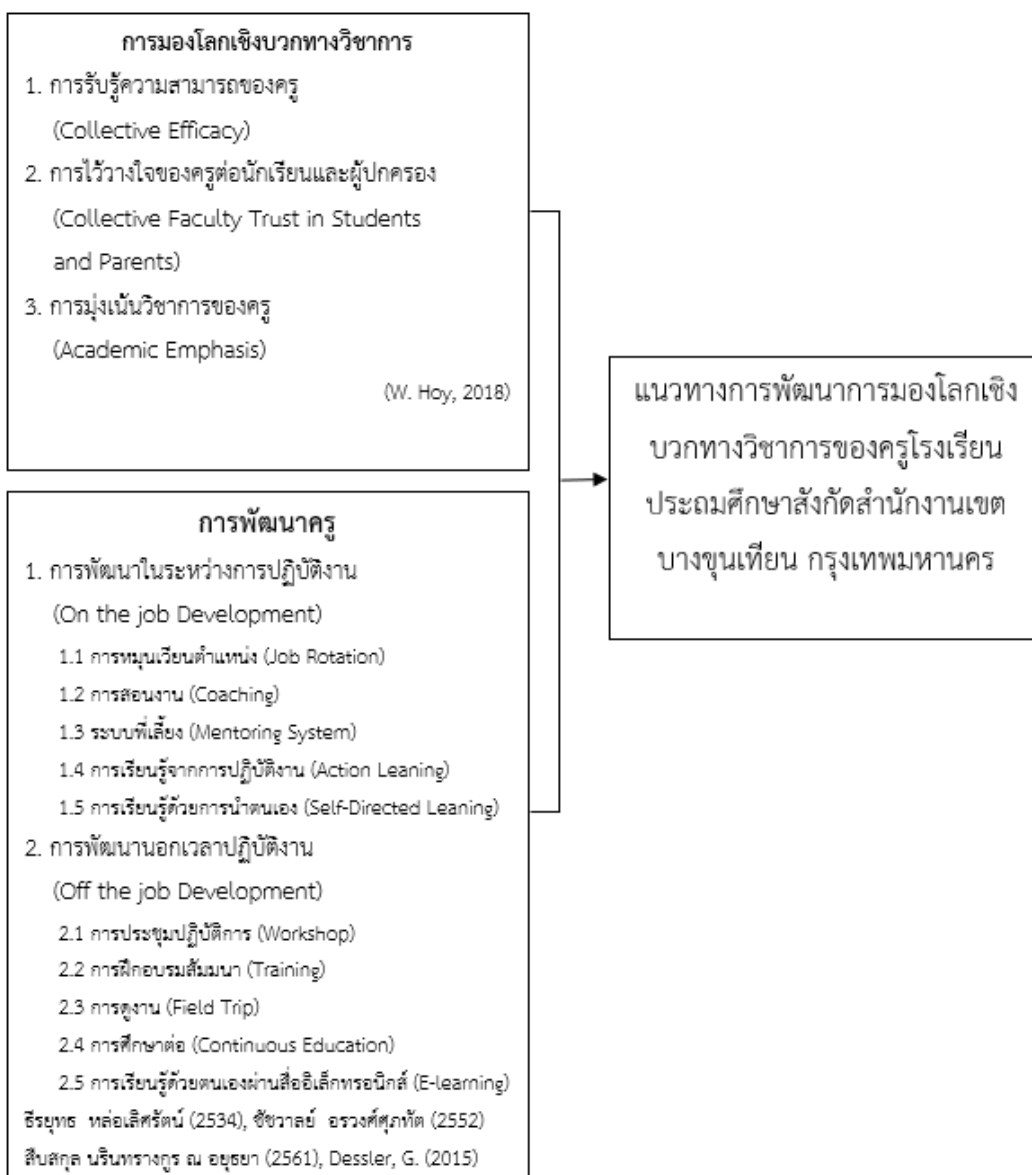 การมองโลกเชิงบวกทางวิชาการ
1. การรับรู้ความสามารถของครู
(Collective Efficacy)
2. การไว้วางใจของครูต่อนักเรียนและผู้ปกครอง
(Collective Faculty Trust in Students
and Parents)
3. การมุ่งเน้นวิชาการของครู
(Academic Emphasis)
(W. Hoy, 2018)
การพัฒนาครู
1. การพัฒนาในระหว่างการปฏิบัติงาน
(On the job Development)
1.1 การหมุนเวียนตำแหน่ง (Job Rotation)
1.2 การสอนงาน (Coaching)
1.3 ระบบพี่เลี้ยง (Mentoring System)
1.4 การเรียนรู้จากการปฏิบัติงาน (Action Leaning)
1.5 การเรียนรู้ด้วยการนำตนเอง (Self-Directed Leaning)
2. การพัฒนานอกเวลาปฏิบัติงาน
(Off the job Development)
2.1 การประชุมปฏิบัติการ (Workshop)
2.2 การฝึกอบรมสัมมนา (Training)
2.3 การดูงาน (Field Trip)
2.4 การศึกษาต่อ (Continuous Education)
2.5 การเรียนรู้ด้วยตนเองผ่านสื่ออิเล็กทรอนิกส์ (E-learning)
ธีรยุทธ หล่อเลิศรัตน์ (2534), ชัชวาลย์ อรวงศ์ศุภทัต (2552)
สืบสกุล นรินทรางกูร ณ อยุธยา (2561), Dessler, G. (2015)
แนวทางการพัฒนาการมองโลกเชิง
บวกทางวิชาการของครูโรงเรียน
ประถมศึกษาสังกัดสำนักงานเขต
บางขุนเทียน กรุงเทพมหานคร